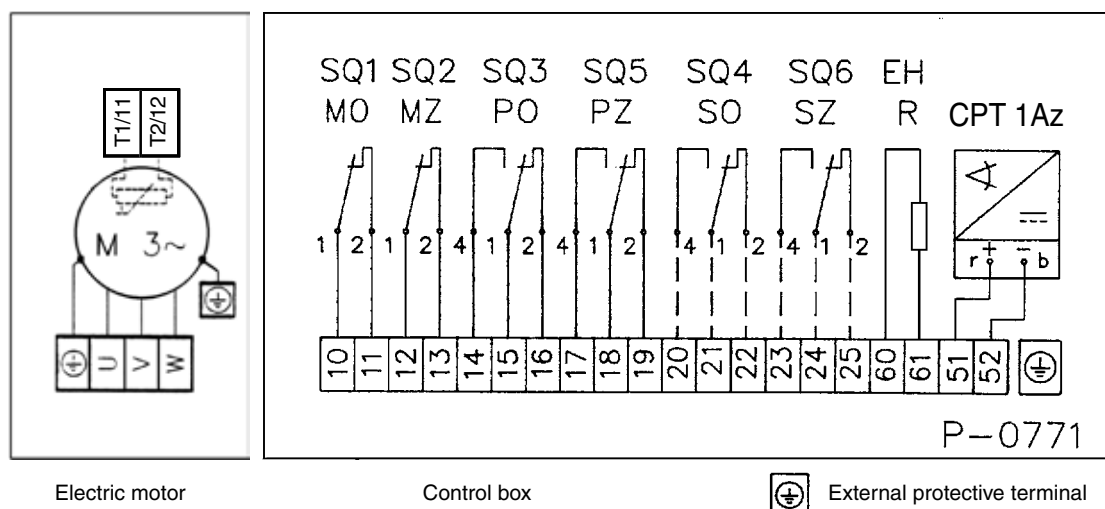 SQ1 SQ2 SQ3 SQ5 SQ4 SQ6 EH
MO MZ PO PZ SO SZ R CPT 1Az
T1/11 T2/12
M 3~
U V W
1 2 1 2 4 1 2 4 1 2 4 1 2 4 1 2
r + − b
10 11 12 13 14 15 16 17 18 19 20 21 22 23 24 25 60 61 51 52
P-0771
Electric motor
Control box
External protective terminal